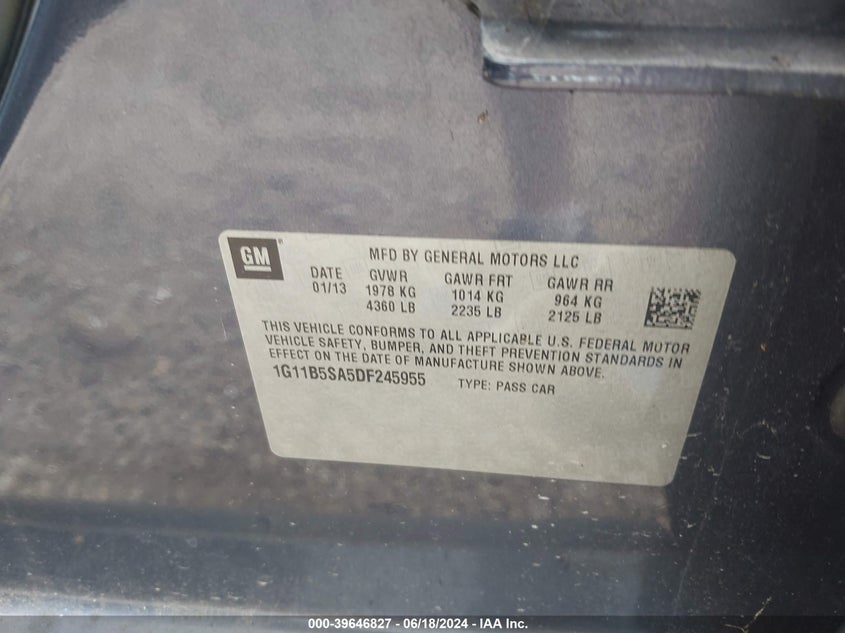 GM® MFD BY GENERAL MOTORS LLC
DATE GVWR GAWR FRT GAWR RR
01/13 1978 KG 1014 KG 964 KG
4360 LB 2235 LB 2125 LB
THIS VEHICLE CONFORMS TO ALL APPLICABLE U.S. FEDERAL MOTOR
VEHICLE SAFETY, BUMPER, AND THEFT PREVENTION STANDARDS IN
EFFECT ON THE DATE OF MANUFACTURE SHOWN ABOVE.
1G11B5SA5DF245955 TYPE: PASS CAR
000-39646827 - 06/18/2024 - IAA Inc.